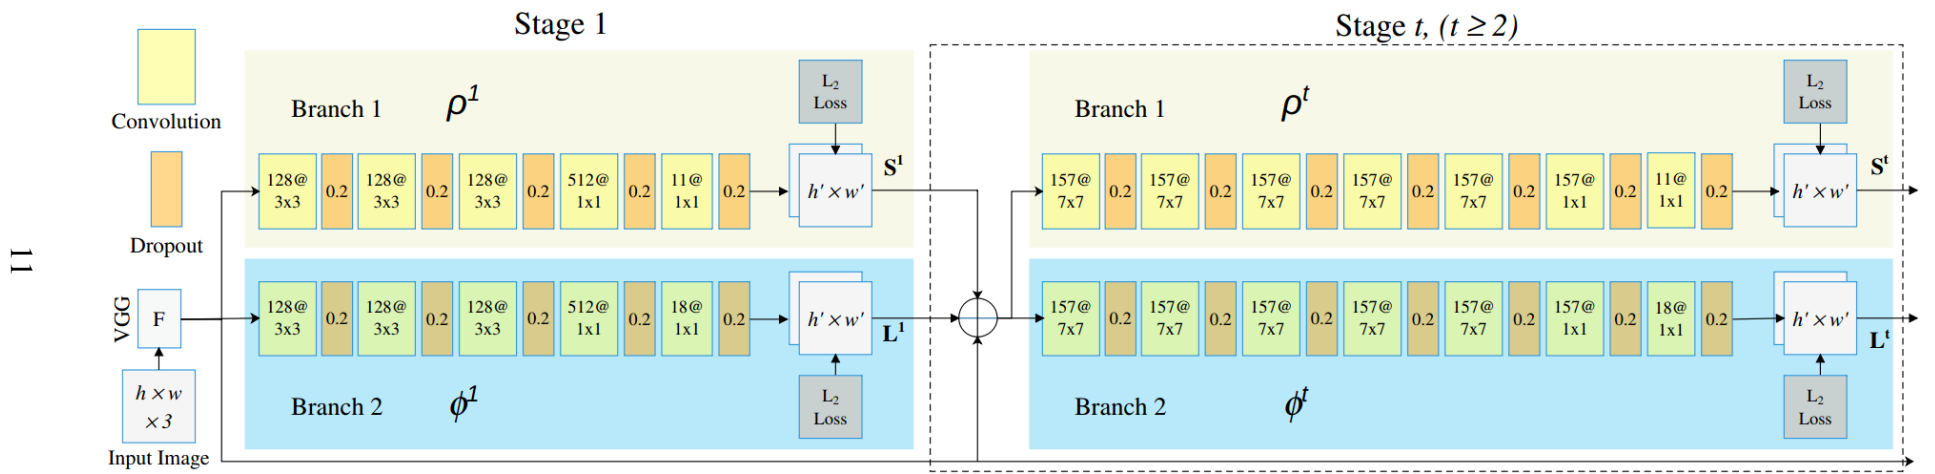 Stage 1
Stage t, (t ≥ 2)
Convolution
Dropout
11
VGG
F
h × w
× 3
Input Image
Branch 1 ρ¹
L₂
Loss
128@ 0.2 128@ 0.2 128@ 0.2 512@ 0.2 11@ 0.2
3x3 3x3 3x3 1x1 1x1
h' × w'
S¹
128@ 0.2 128@ 0.2 128@ 0.2 512@ 0.2 18@ 0.2
3x3 3x3 3x3 1x1 1x1
h' × w'
L¹
Branch 2 ϕ¹
L₂
Loss
Branch 1 ρᵗ
L₂
Loss
157@ 0.2 157@ 0.2 157@ 0.2 157@ 0.2 157@ 0.2 157@ 0.2 11@ 0.2
7x7 7x7 7x7 7x7 7x7 1x1 1x1
h' × w'
Sᵗ
157@ 0.2 157@ 0.2 157@ 0.2 157@ 0.2 157@ 0.2 157@ 0.2 18@ 0.2
7x7 7x7 7x7 7x7 7x7 1x1 1x1
h' × w'
Lᵗ
Branch 2 ϕᵗ
L₂
Loss